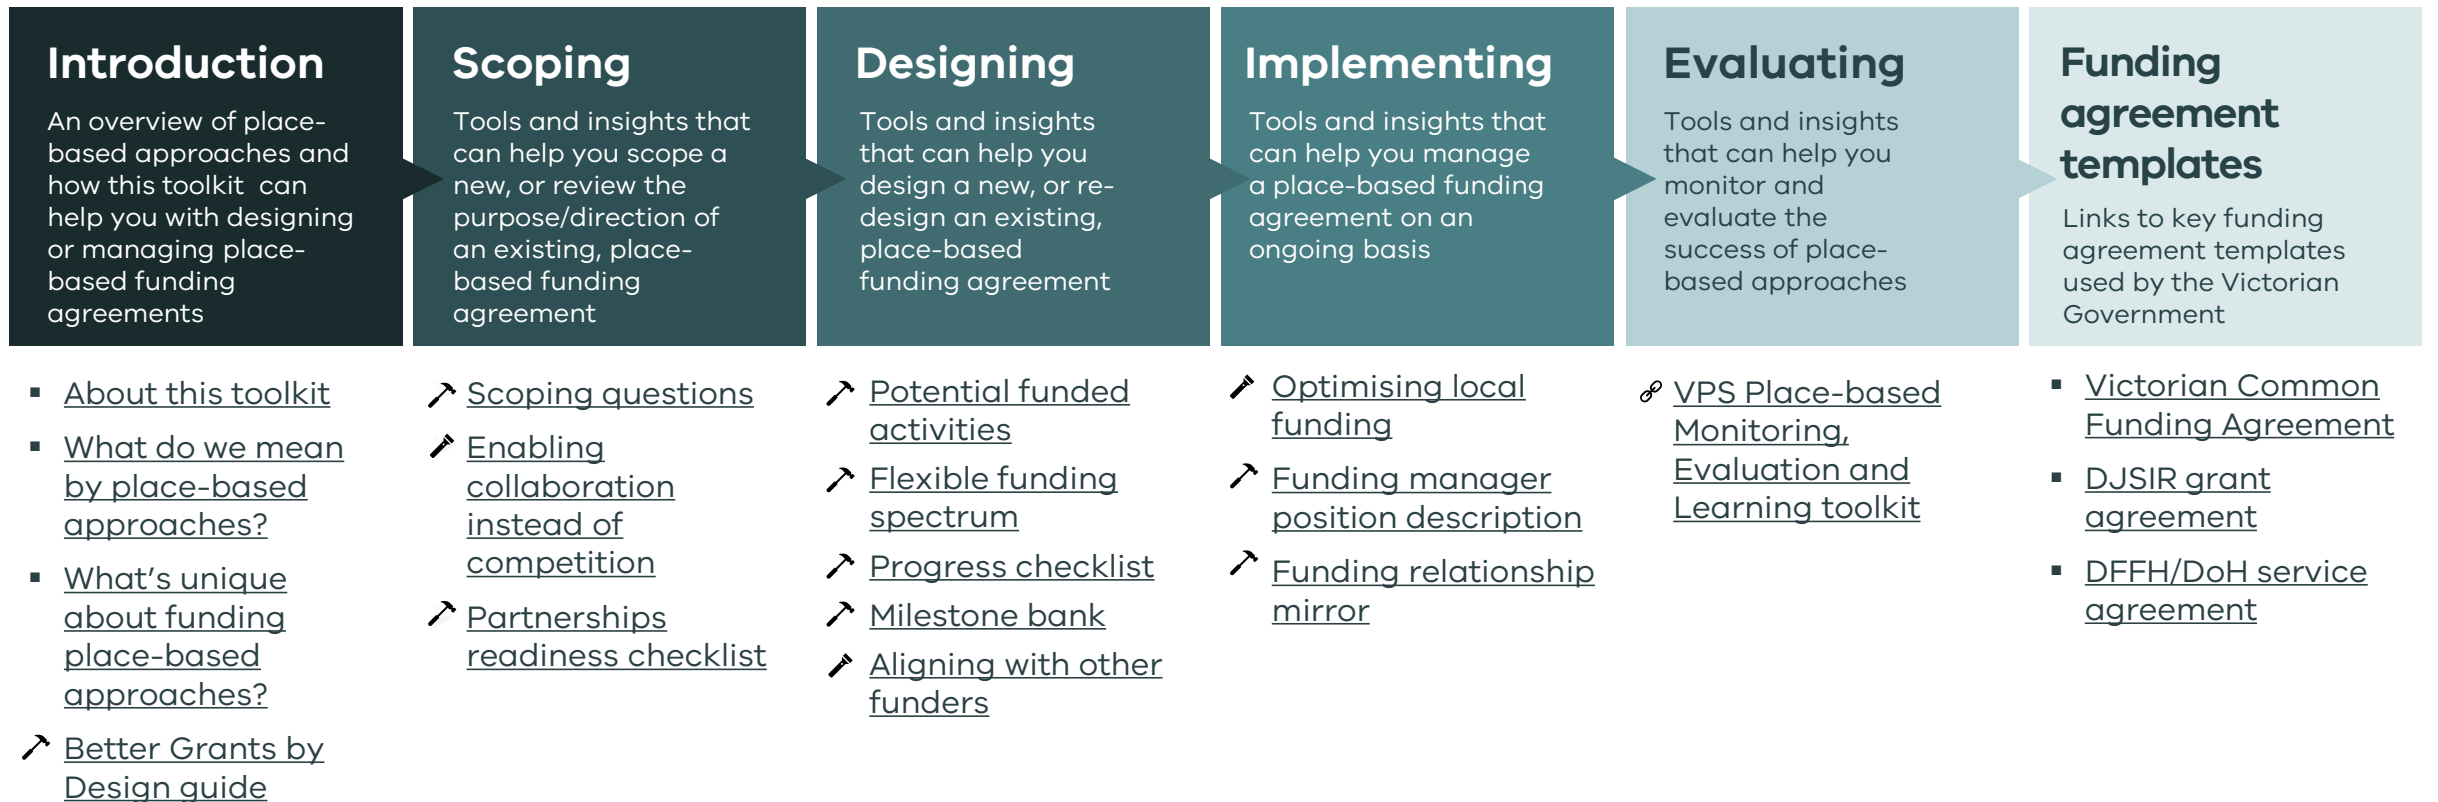 Introduction
An overview of place-
based approaches and
how this toolkit  can
help you with designing
or managing place-
based funding
agreements
Scoping
Tools and insights that
can help you scope a
new, or review the
purpose/direction of
an existing, place-
based funding
agreement
Designing
Tools and insights
that can help you
design a new, or re-
design an existing,
place-based
funding agreement
Implementing
Tools and insights that
can help you manage
a place-based funding
agreement on an
ongoing basis
Evaluating
Tools and insights
that can help you
monitor and
evaluate the
success of place-
based approaches
Funding
agreement
templates
Links to key funding
agreement templates
used by the Victorian
Government
About this toolkit
What do we mean
by place-based
approaches?
What's unique
about funding
place-based
approaches?
Better Grants by
Design guide
Scoping questions
Enabling
collaboration
instead of
competition
Partnerships
readiness checklist
Potential funded
activities
Flexible funding
spectrum
Progress checklist
Milestone bank
Aligning with other
funders
Optimising local
funding
Funding manager
position description
Funding relationship
mirror
VPS Place-based
Monitoring,
Evaluation and
Learning toolkit
Victorian Common
Funding Agreement
DJSIR grant
agreement
DFFH/DoH service
agreement